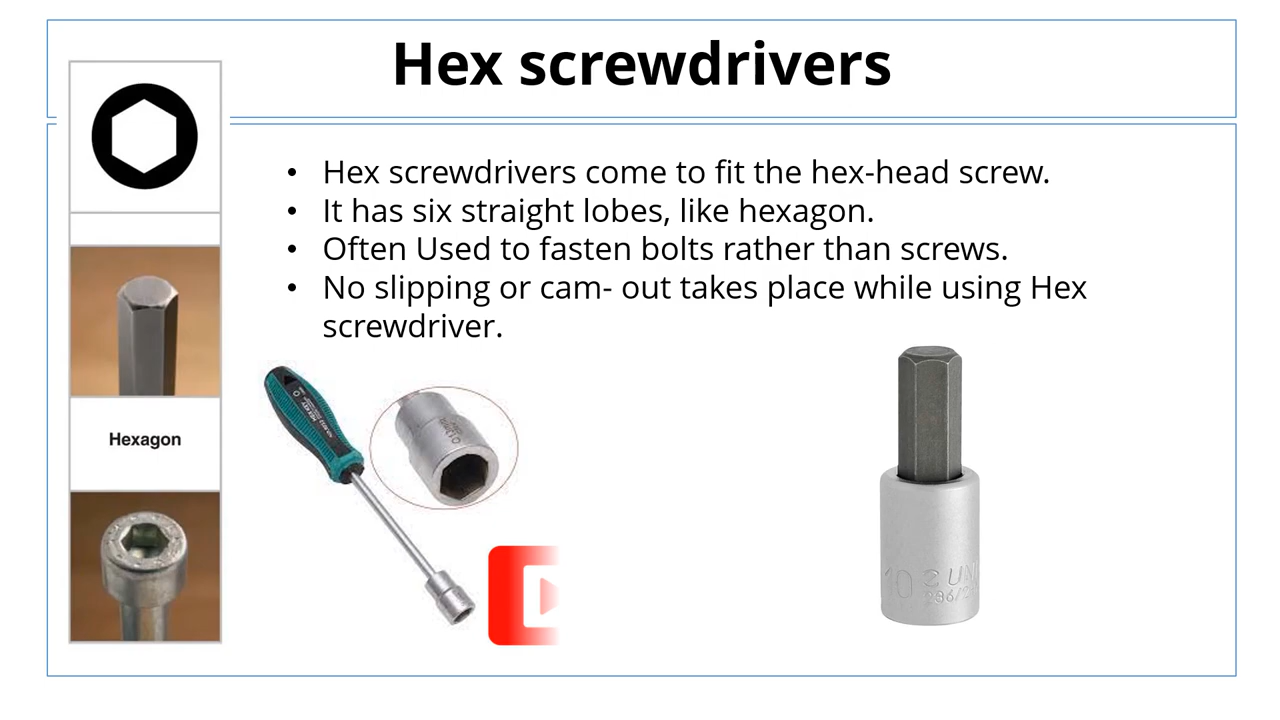 Hex screwdrivers
• Hex screwdrivers come to fit the hex-head screw.
• It has six straight lobes, like hexagon.
• Often Used to fasten bolts rather than screws.
• No slipping or cam- out takes place while using Hex
screwdriver.
Hexagon
10